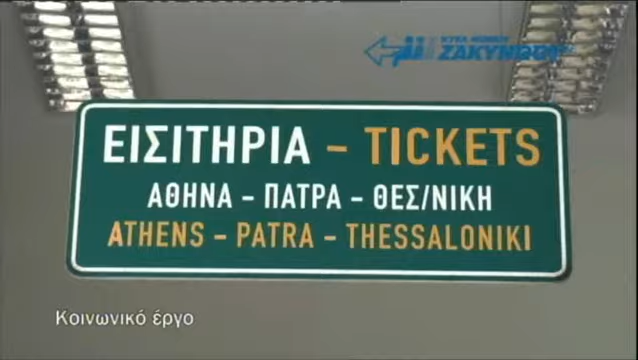 ΖΑΚΥΝΘΟΥ
ΕΙΣΙΤΗΡΙΑ – TICKETS
ΑΘΗΝΑ – ΠΑΤΡΑ – ΘΕΣ/ΝΙΚΗ
ATHENS – PATRA – THESSALONIKI
Κοινωνικό έργο